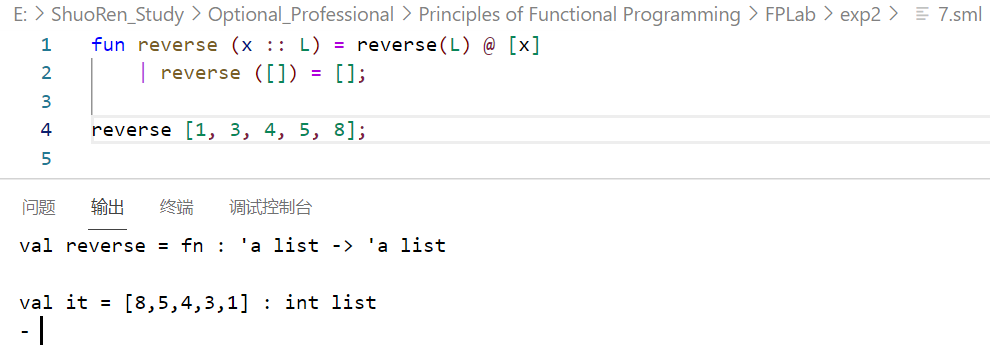 E: > ShuoRen_Study > Optional_Professional > Principles of Functional Programming > FPLab > exp2 > 7.sml
1 fun reverse (x :: L) = reverse(L) @ [x]
2 | reverse ([]) = [];
3
4 reverse [1, 3, 4, 5, 8];
5
问题 输出 终端 调试控制台
val reverse = fn : 'a list -> 'a list
val it = [8,5,4,3,1] : int list
-